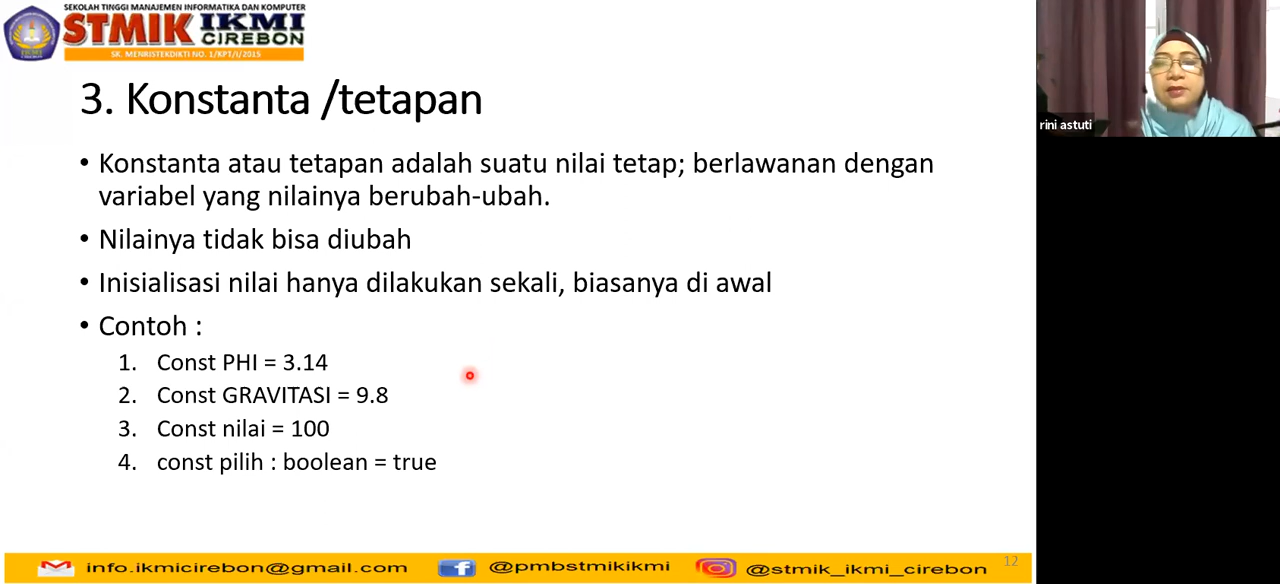 SEKOLAH TINGGI MANAJEMEN INFORMATIKA DAN KOMPUTER
STMIK IKMI
CIREBON
SK. MENRISTEKDIKTI NO. 1/KPT/I/2015
rini astuti
3. Konstanta /tetapan
• Konstanta atau tetapan adalah suatu nilai tetap; berlawanan dengan
variabel yang nilainya berubah-ubah.
• Nilainya tidak bisa diubah
• Inisialisasi nilai hanya dilakukan sekali, biasanya di awal
• Contoh :
1. Const PHI = 3.14
2. Const GRAVITASI = 9.8
3. Const nilai = 100
4. const pilih : boolean = true
info.ikmicirebon@gmail.com @pmbstmikikmi @stmik_ikmi_cirebon 12